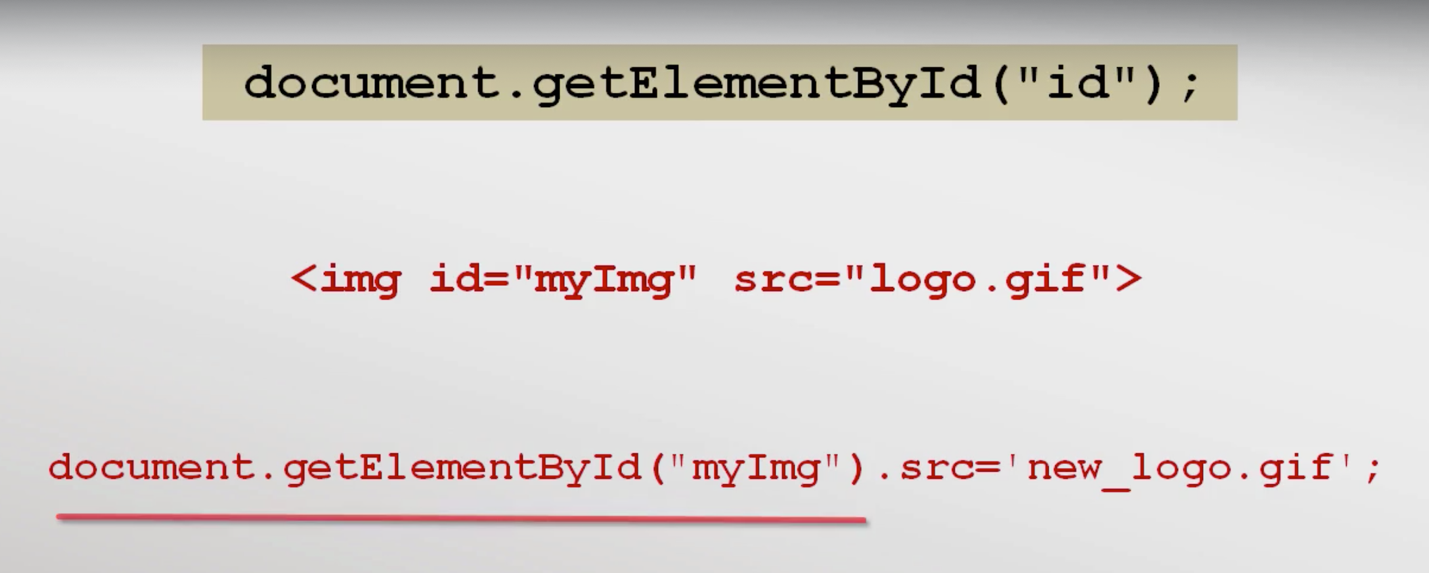 document.getElementById("id");
<img id="myImg" src="logo.gif">
document.getElementById("myImg").src='new_logo.gif';